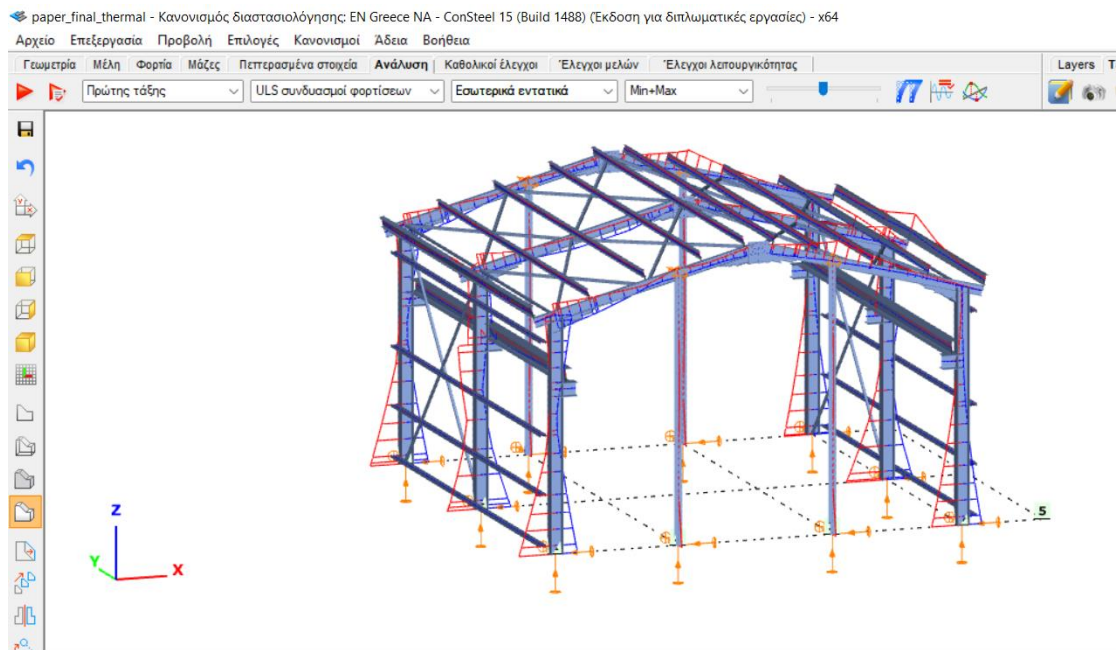 paper_final_thermal - Κανονισμός διαστασιολόγησης: EN Greece NA - ConSteel 15 (Build 1488) (Έκδοση για διπλωματικές εργασίες) - x64
Αρχείο Επεξεργασία Προβολή Επιλογές Κανονισμοί Άδεια Βοήθεια
Γεωμετρία Μέλη Φορτία Μάζες Πεπερασμένα στοιχεία Ανάλυση Καθολικοί έλεγχοι Έλεγχοι μελών Έλεγχοι λειτουργικότητας Layers T
Πρώτης τάξης ULS συνδυασμοί φορτίσεων Εσωτερικά εντατικά Min+Max
5
Z
Y
X